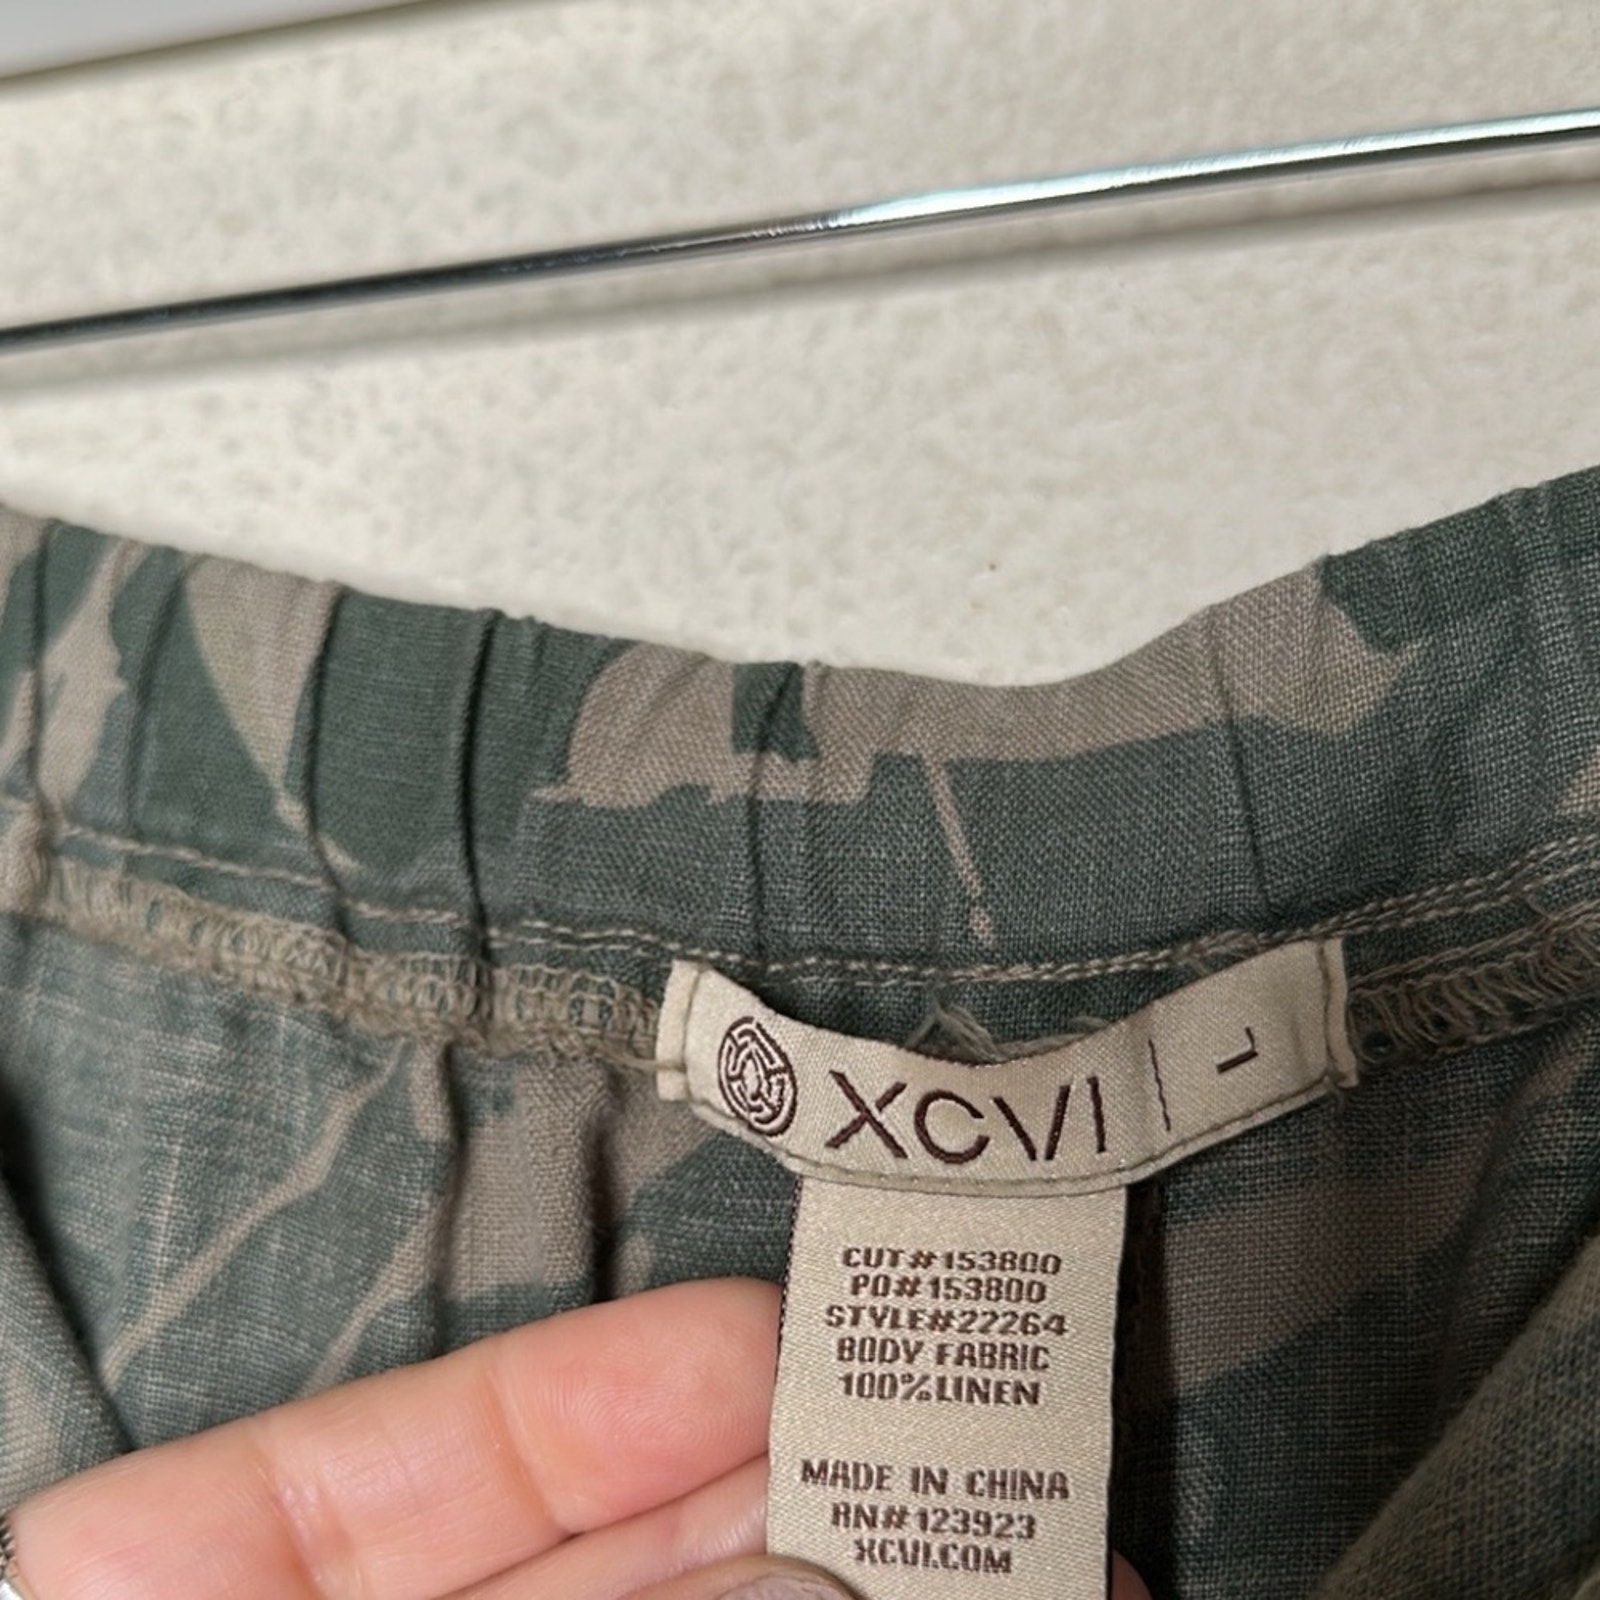 XCVI L
CUT#153800
PO#153800
STYLE#22264
BODY FABRIC
100%LINEN
MADE IN CHINA
RN#123923
XCVI.COM